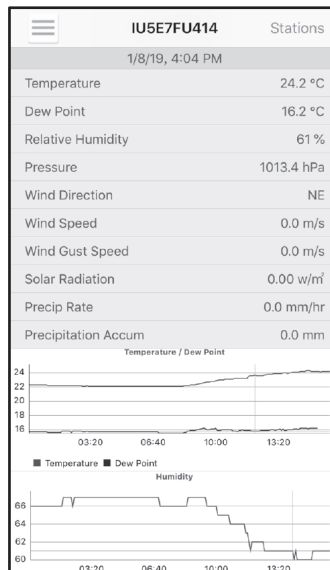 IU5E7FU414 Stations
1/8/19, 4:04 PM
Temperature 24.2 °C
Dew Point 16.2 °C
Relative Humidity 61 %
Pressure 1013.4 hPa
Wind Direction NE
Wind Speed 0.0 m/s
Wind Gust Speed 0.0 m/s
Solar Radiation 0.00 w/m²
Precip Rate 0.0 mm/hr
Precipitation Accum 0.0 mm
Temperature / Dew Point
24
22
20
18
16
03:20 06:40 10:00 13:20
Temperature Dew Point
Humidity
66
64
62
60
03:20 06:40 10:00 13:20